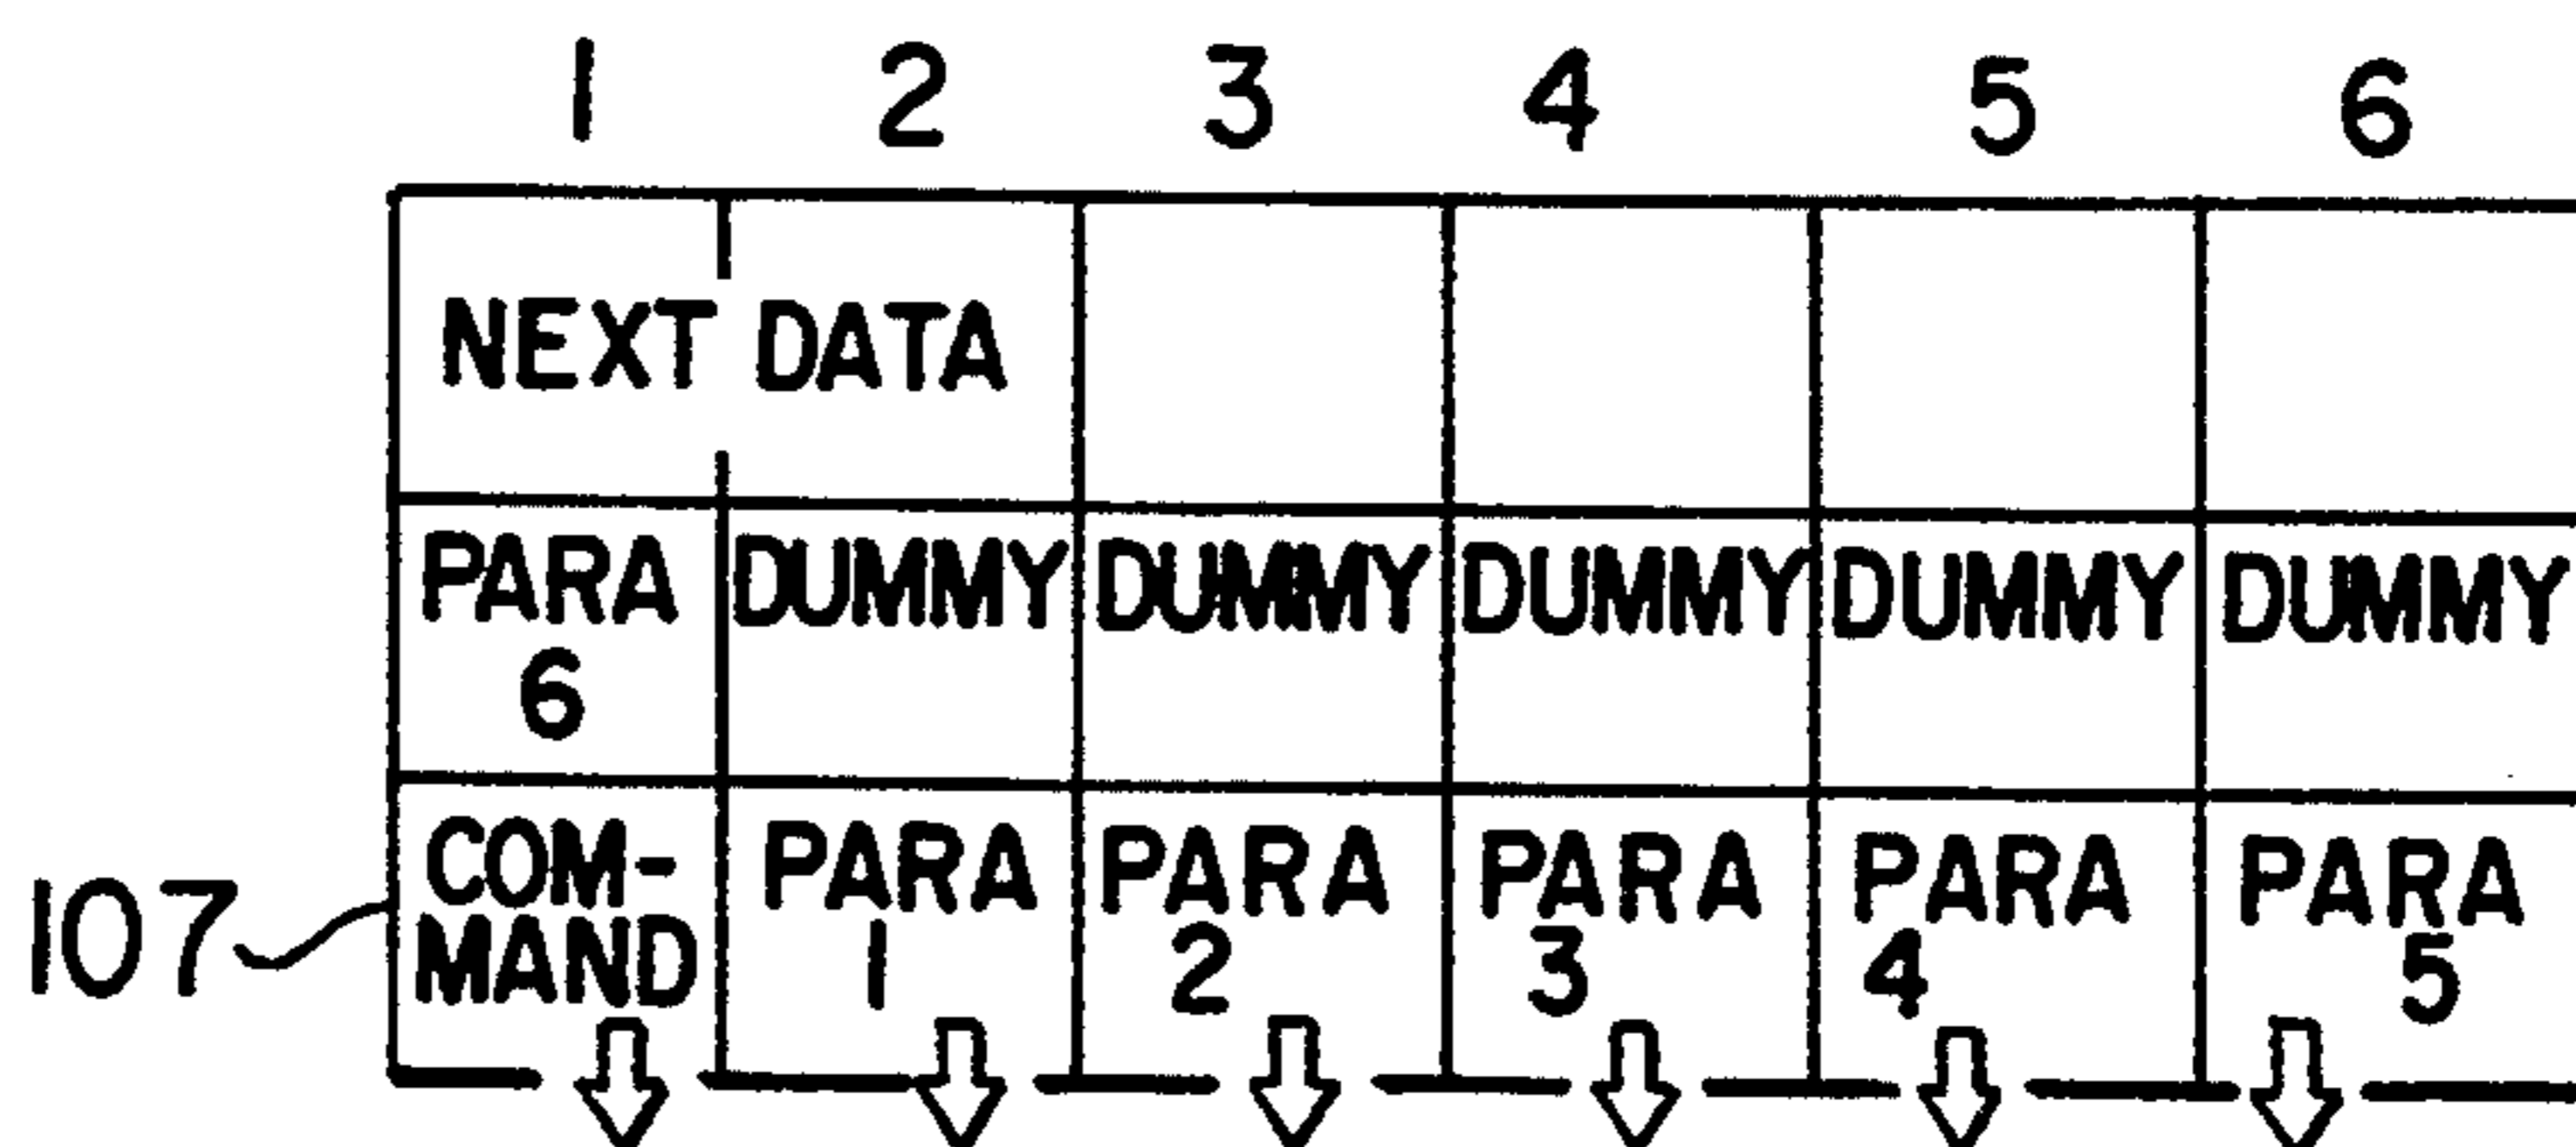 1 2 3 4 5 6
NEXT DATA
PARA 6 DUMMY DUMMY DUMMY DUMMY DUMMY
107 COM-
MAND PARA 1 PARA 2 PARA 3 PARA 4 PARA 5